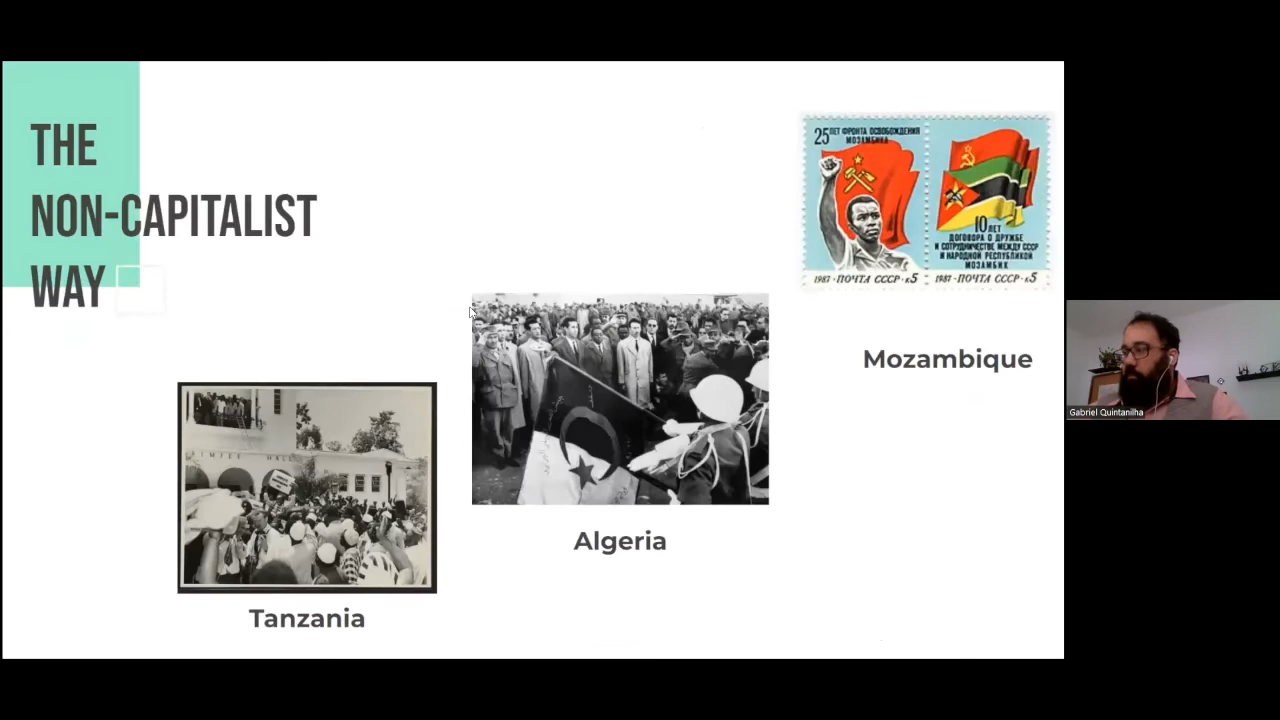 THE
NON-CAPITALIST
WAY
25 ЛЕТ ФРОНТА ОСВОБОЖДЕНИЯ
МОЗАМБИКА
10 ЛЕТ
ДОГОВОРА О ДРУЖБЕ
И СОТРУДНИЧЕСТВЕ МЕЖДУ СССР
И НАРОДНОЙ РЕСПУБЛИКОЙ
МОЗАМБИК
1987 · ПОЧТА СССР · к5
1987 · ПОЧТА СССР · к5
Mozambique
Gabriel Quintanilha
Algeria
HALL
Tanzania